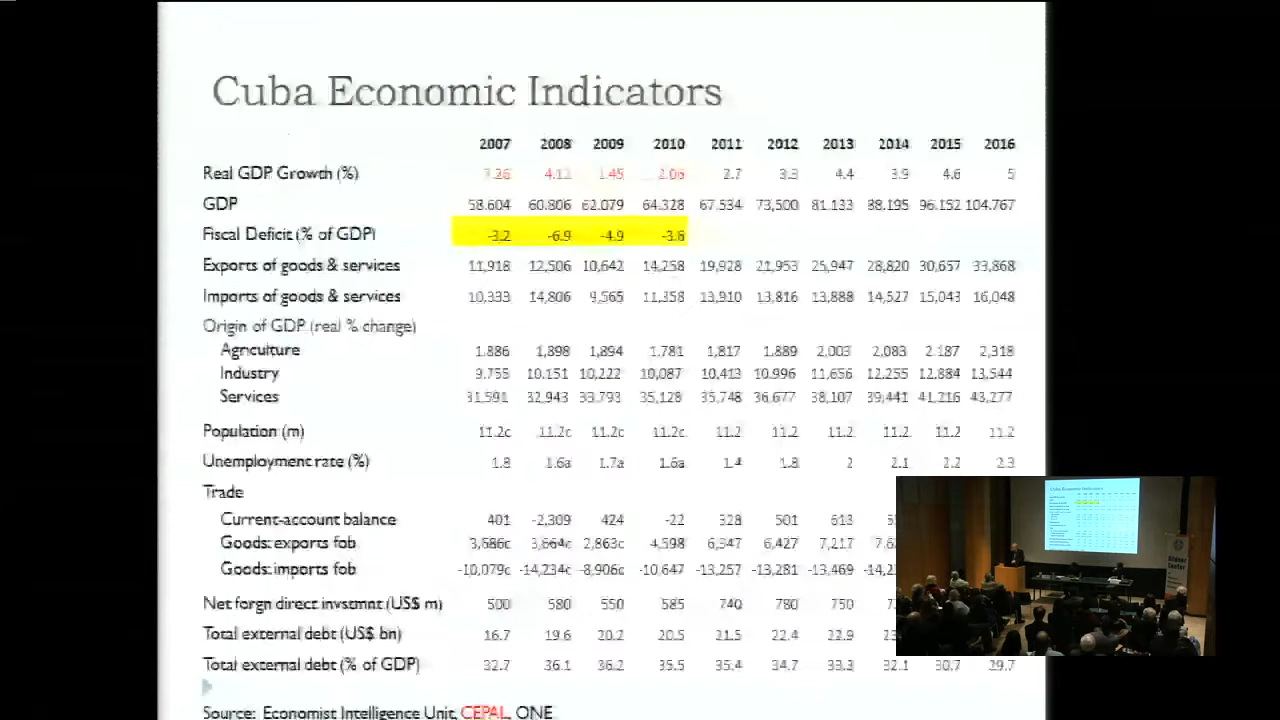 Cuba Economic Indicators
2007 2008 2009 2010 2011 2012 2013 2014 2015 2016
Real GDP Growth (%) 7.26 4.12 1.45 2.05 2.7 3.3 4.4 3.9 4.6 5
GDP 58.604 60.806 62.079 64.328 67.534 73,500 81.133 88.195 96.152 104.767
Fiscal Deficit (% of GDP) -3.2 -6.9 -4.9 -3.6
Exports of goods & services 11,918 12,506 10,642 14,258 19,928 21,953 25,947 28,820 30,657 33,868
Imports of goods & services 10,333 14,806 9,565 11,358 13,910 13,816 13,888 14,527 15,043 16,048
Origin of GDP (real % change)
Agriculture 1.886 1,898 1,894 1.781 1,817 1.889 2,003 2,083 2.187 2,318
Industry 9.755 10.151 10,222 10,087 10,413 10.996 11,656 12.255 12,884 13,544
Services 31,591 32,943 33,793 35,128 35,748 36,677 38,107 39,441 41,216 43,277
Population (m) 11.2c 11.2c 11.2c 11.2c 11.2 11.2 11.2 11.2 11.2 11.2
Unemployment rate (%) 1.8 1.6a 1.7a 1.6a 1.4 1.8 2 2.1 2.2 2.3
Trade
Current-account balance 401 -2,309 424 -22 328 501 613
Goods: exports fob 3,686c 3,664c 2,863c 4,598 6,347 6,427 7,217 7,6
Goods: imports fob -10,079c -14,234c -8,906c -10,647 -13,257 -13,281 -13,469 -14,2
Net forgn direct invstmnt (US$ m) 500 580 550 585 740 780 750
Total external debt (US$ bn) 16.7 19.6 20.2 20.5 21.5 22.4 22.9
Total external debt (% of GDP) 32.7 36.1 36.2 35.5 35.4 34.7 33.3 32.1 30.7 29.7
Source: Economist Intelligence Unit, CEPAL, ONE